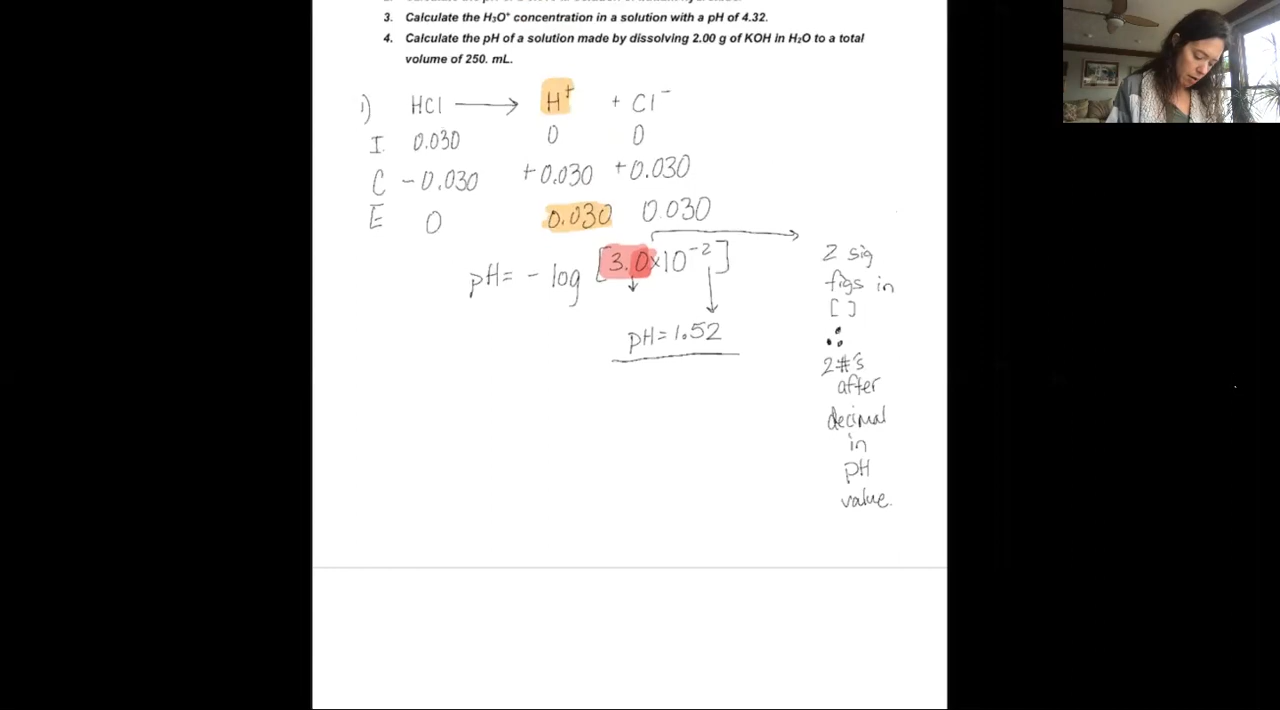 3. Calculate the H₃O⁺ concentration in a solution with a pH of 4.32.
4. Calculate the pH of a solution made by dissolving 2.00 g of KOH in H₂O to a total
volume of 250. mL.
1) HCl → H⁺ + Cl⁻
I 0.030 0 0
C -0.030 +0.030 +0.030
E 0 0.030 0.030
pH = - log [3.0×10⁻²]
pH = 1.52
2 sig
figs in
[ ]
∴
2 #'s
after
decimal
in
pH
value.